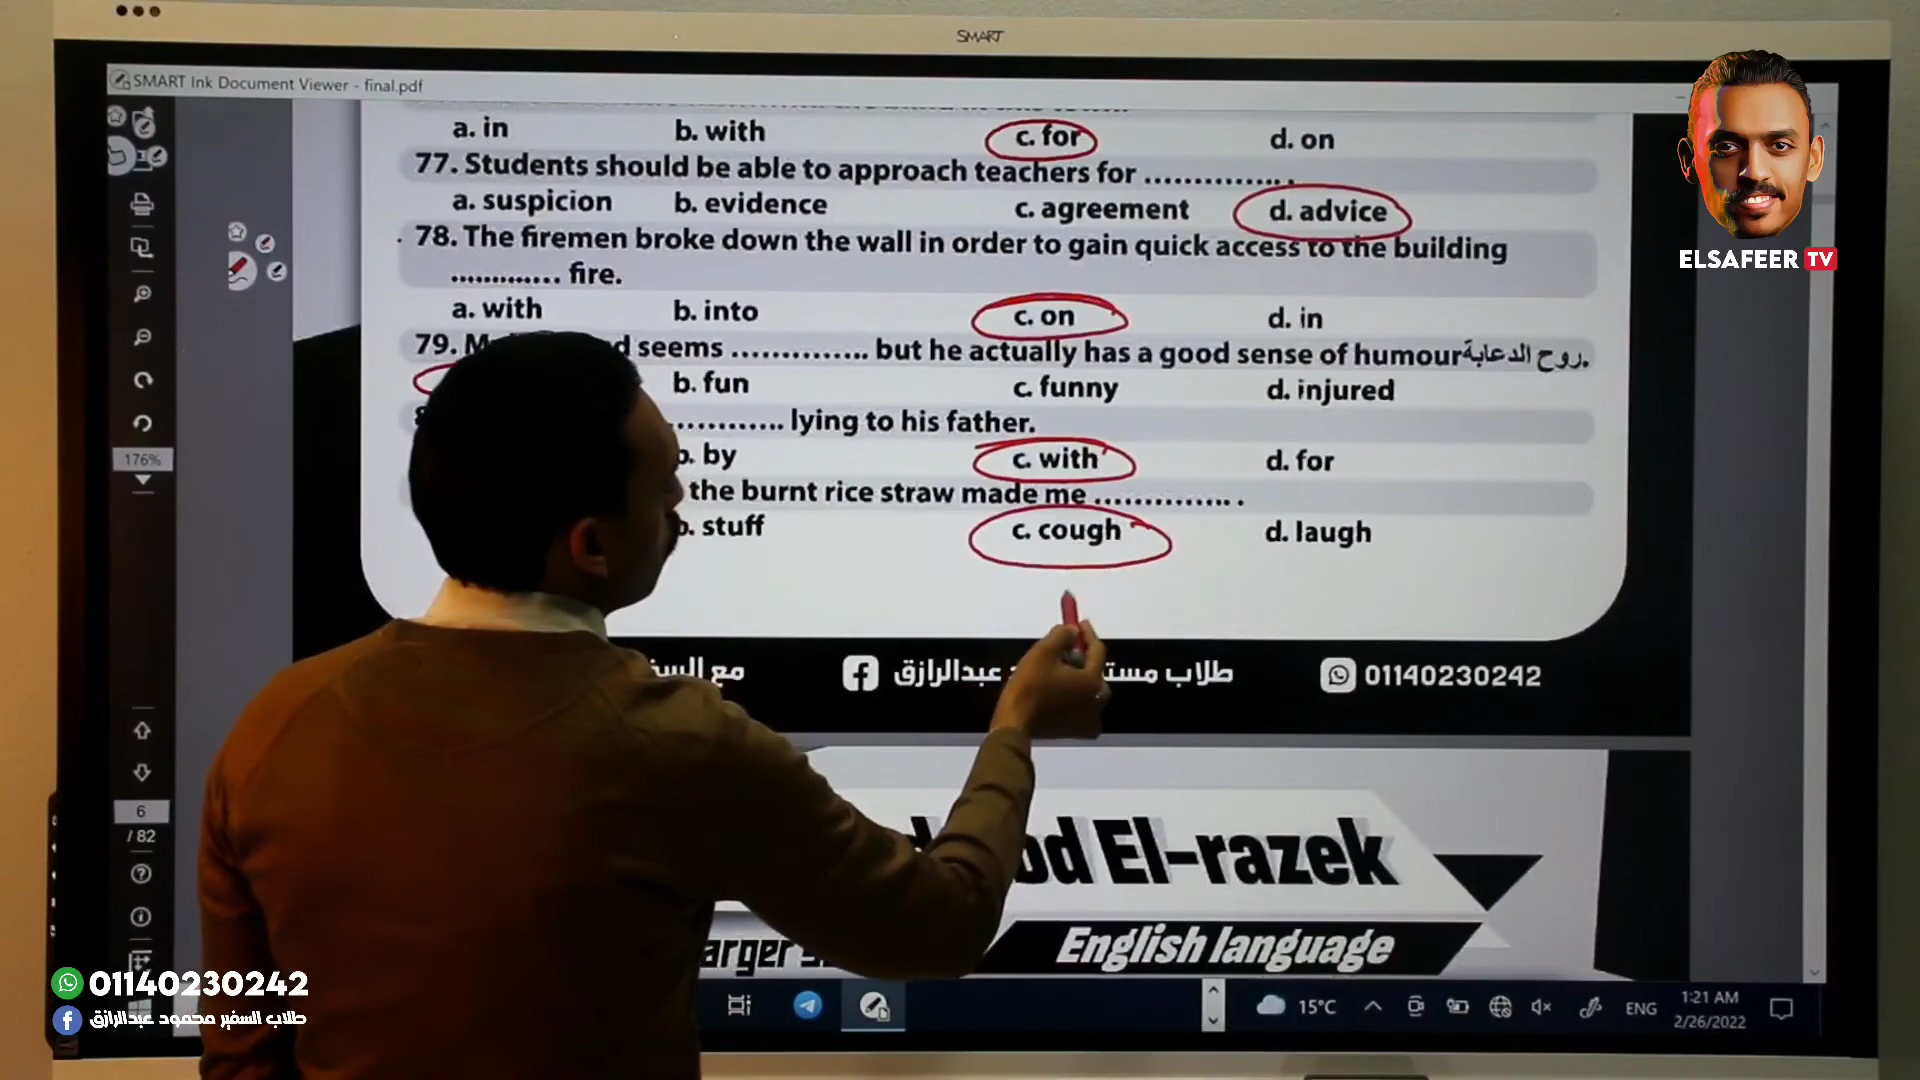 SMART
SMART Ink Document Viewer - final.pdf
ELSAFEER TV
a. in b. with c. for d. on
77. Students should be able to approach teachers for .............. .
a. suspicion b. evidence c. agreement d. advice
78. The firemen broke down the wall in order to gain quick access to the building
............. fire.
a. with b. into c. on d. in
79. seems .............. but he actually has a good sense of humour روح الدعابة.
b. fun c. funny d. injured
............ lying to his father.
b. by c. with d. for
the burnt rice straw made me .............. .
b. stuff c. cough d. laugh
176%
مع
طلاب عبدالرازق
01140230242
6
/ 82
El-razek
English language
01140230242
طلاب السفير محمود عبدالرازق
15°C ENG 1:21 AM
2/26/2022